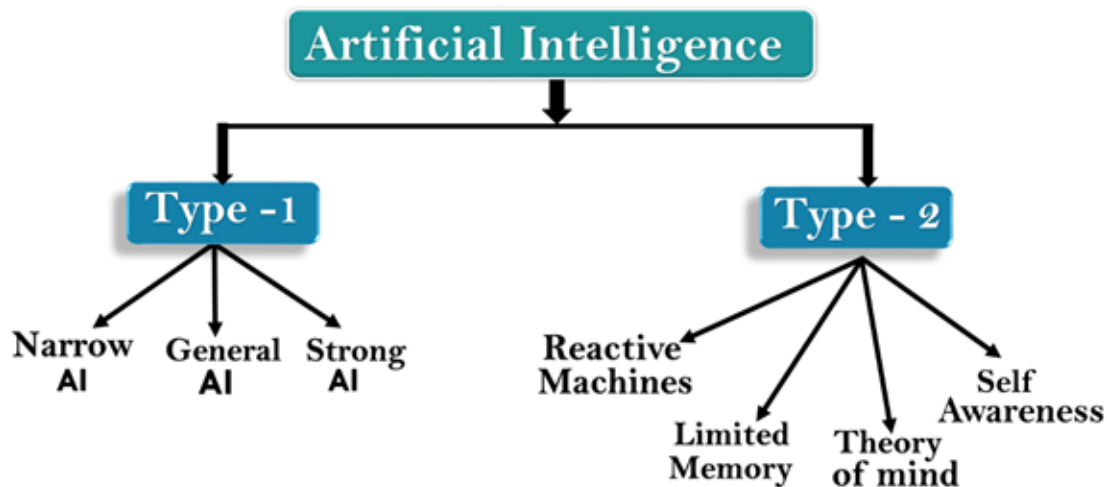 Artificial Intelligence
Type -1
Type - 2
Narrow
AI
General
AI
Strong
AI
Reactive
Machines
Limited
Memory
Theory
of mind
Self
Awareness